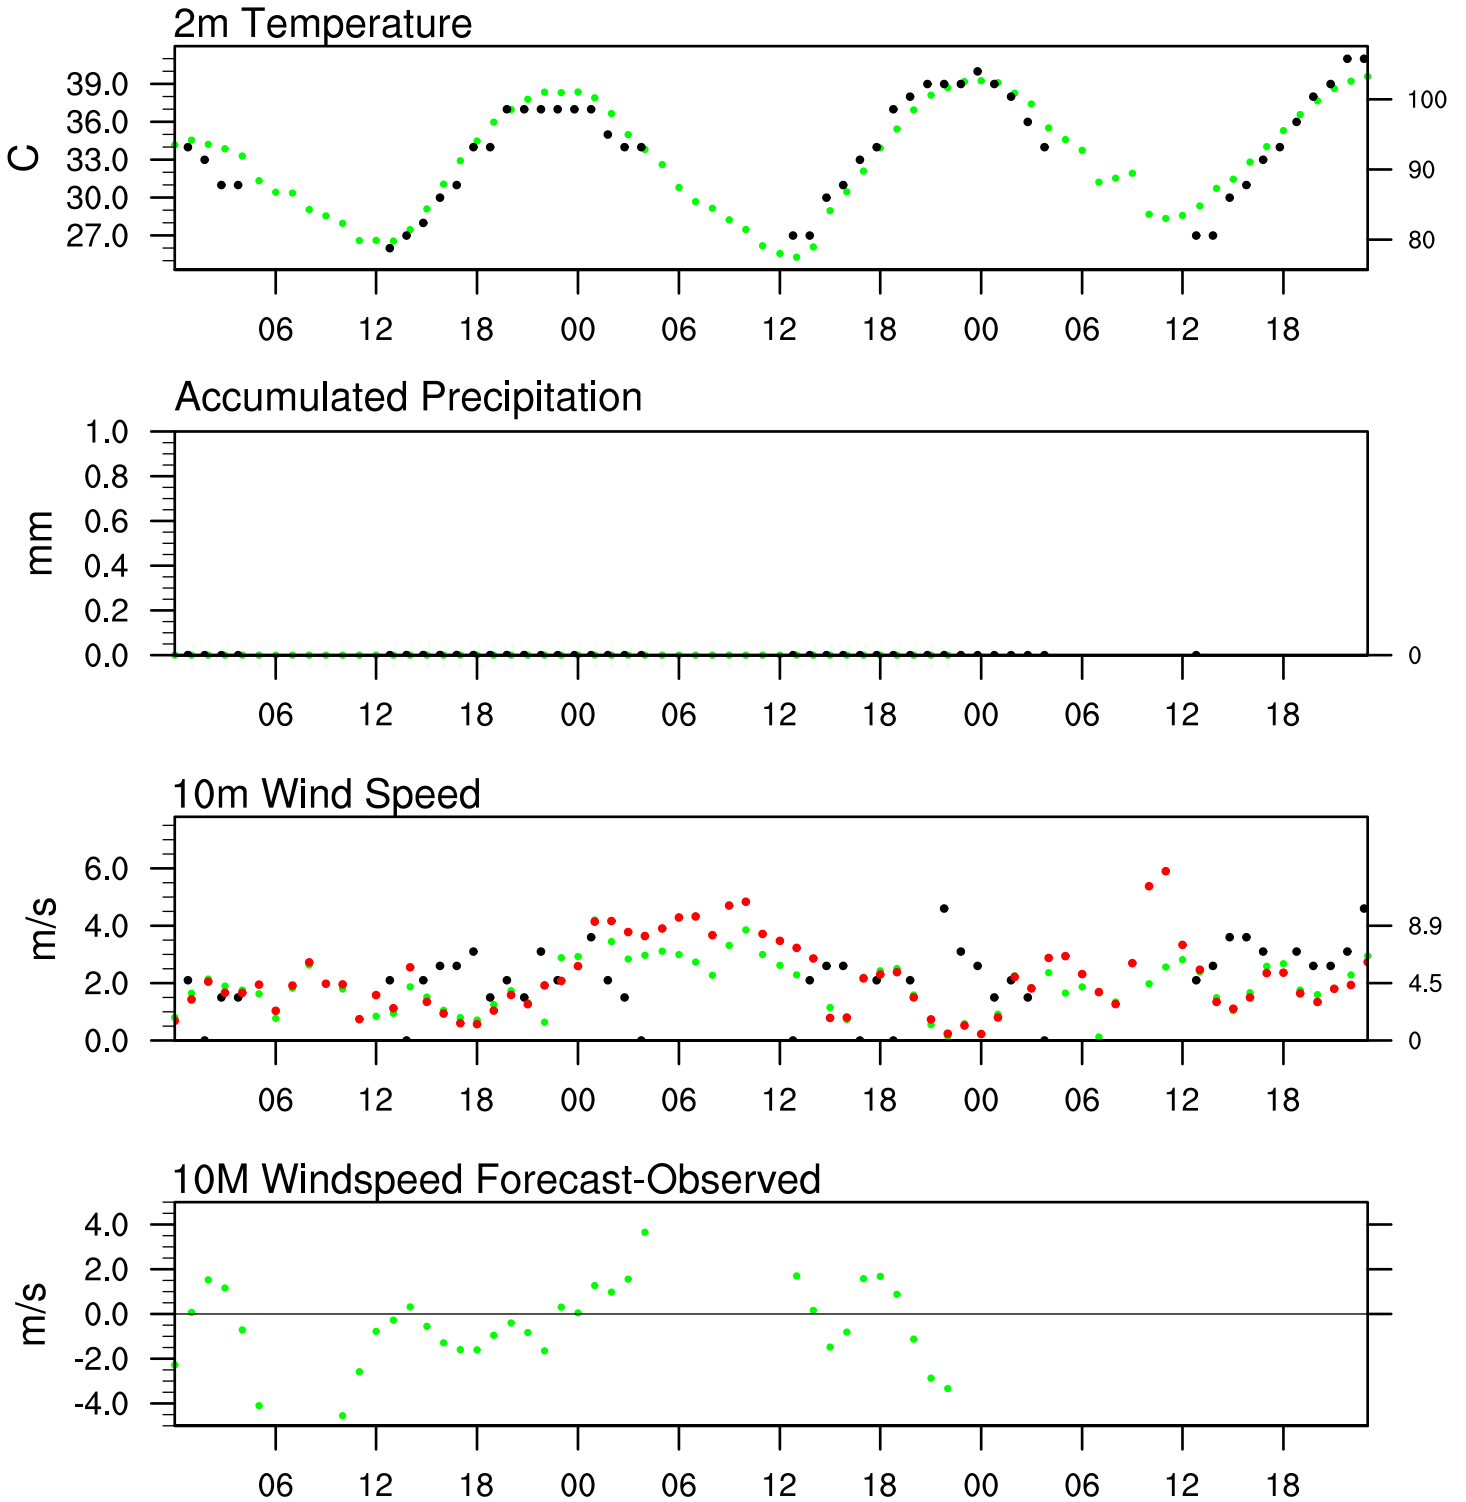 2m Temperature
39.0
36.0
33.0
30.0
27.0
C
100
90
80
06 12 18 00 06 12 18 00 06 12 18
Accumulated Precipitation
1.0
0.8
0.6
0.4
0.2
0.0
mm
0
06 12 18 00 06 12 18 00 06 12 18
10m Wind Speed
6.0
4.0
2.0
0.0
m/s
8.9
4.5
0
06 12 18 00 06 12 18 00 06 12 18
10M Windspeed Forecast-Observed
4.0
2.0
0.0
-2.0
-4.0
m/s
06 12 18 00 06 12 18 00 06 12 18